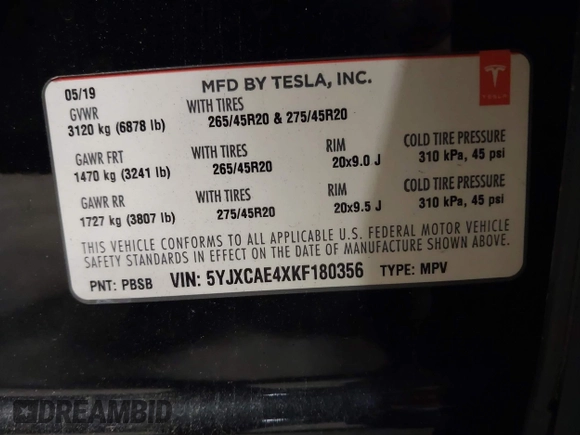 05/19 MFD BY TESLA, INC.
TESLA
GVWR WITH TIRES
3120 kg (6878 lb) 265/45R20 & 275/45R20
GAWR FRT WITH TIRES RIM COLD TIRE PRESSURE
1470 kg (3241 lb) 265/45R20 20x9.0 J 310 kPa, 45 psi
GAWR RR WITH TIRES RIM COLD TIRE PRESSURE
1727 kg (3807 lb) 275/45R20 20x9.5 J 310 kPa, 45 psi
THIS VEHICLE CONFORMS TO ALL APPLICABLE U.S. FEDERAL MOTOR VEHICLE
SAFETY STANDARDS IN EFFECT ON THE DATE OF MANUFACTURE SHOWN ABOVE.
PNT: PBSB VIN: 5YJXCAE4XKF180356 TYPE: MPV
DREAMBID